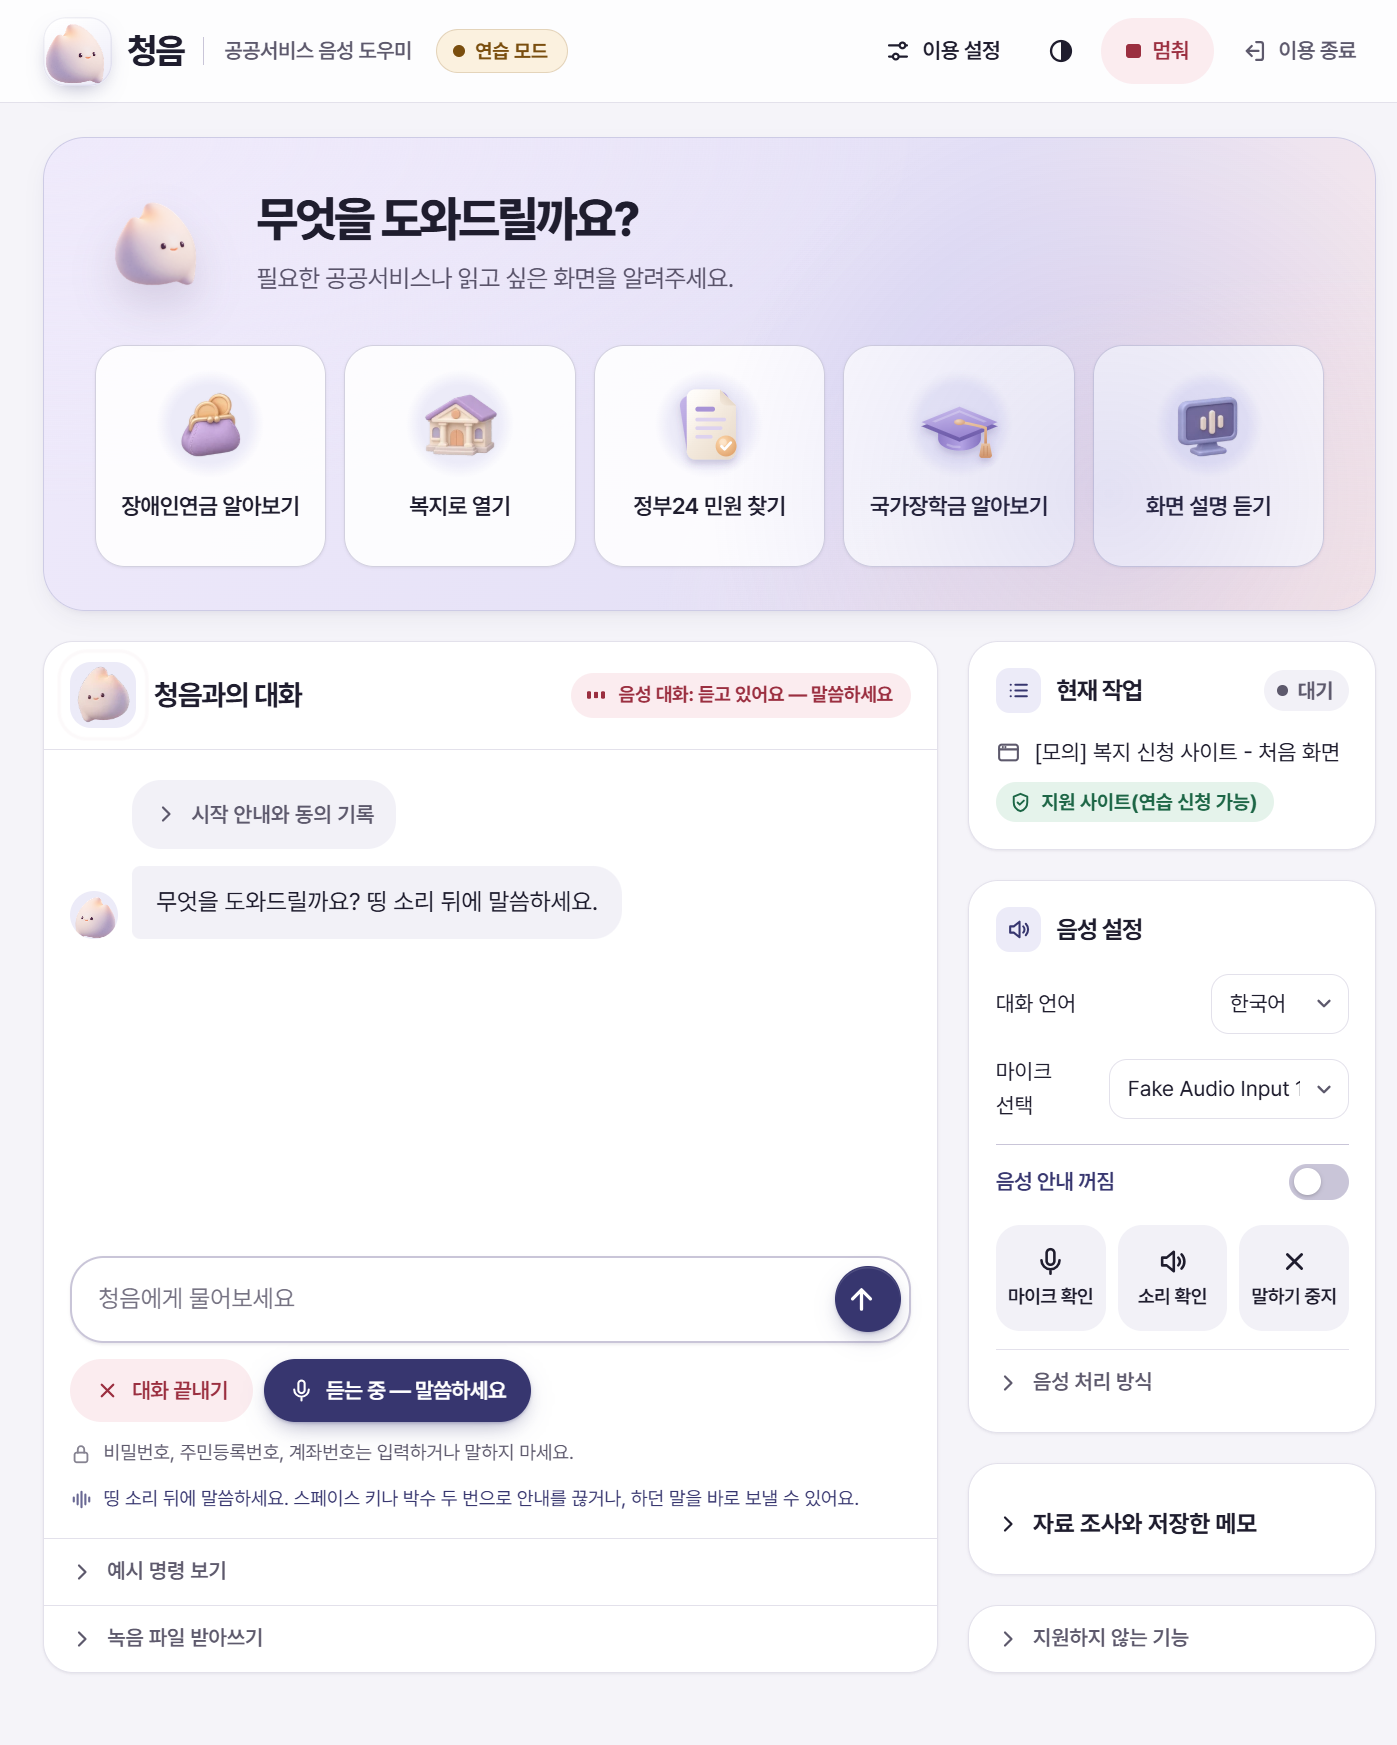 청음
공공서비스 음성 도우미
연습 모드
이용 설정
멈춰
이용 종료
무엇을 도와드릴까요?
필요한 공공서비스나 읽고 싶은 화면을 알려주세요.
장애인연금 알아보기
복지로 열기
정부24 민원 찾기
국가장학금 알아보기
화면 설명 듣기
청음과의 대화
음성 대화: 듣고 있어요 — 말씀하세요
시작 안내와 동의 기록
무엇을 도와드릴까요? 띵 소리 뒤에 말씀하세요.
청음에게 물어보세요
대화 끝내기
듣는 중 — 말씀하세요
비밀번호, 주민등록번호, 계좌번호는 입력하거나 말하지 마세요.
띵 소리 뒤에 말씀하세요. 스페이스 키나 박수 두 번으로 안내를 끊거나, 하던 말을 바로 보낼 수 있어요.
예시 명령 보기
녹음 파일 받아쓰기
현재 작업
대기
[모의] 복지 신청 사이트 - 처음 화면
지원 사이트(연습 신청 가능)
음성 설정
대화 언어
한국어
마이크
선택
Fake Audio Input
음성 안내 꺼짐
마이크 확인
소리 확인
말하기 중지
음성 처리 방식
자료 조사와 저장한 메모
지원하지 않는 기능